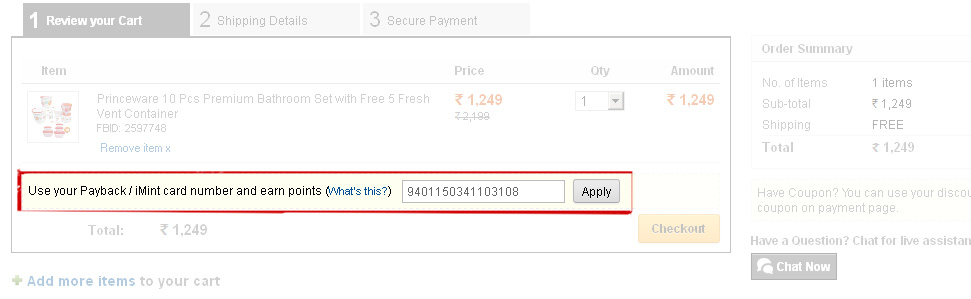 1 Review your Cart
2 Shipping Details
3 Secure Payment
Item Price Qty Amount
Princeware 10 Pcs Premium Bathroom Set with Free 5 Fresh
Vent Container
FBID: 2597748
Remove item x
₹ 1,249
₹ 2,199
1
₹ 1,249
Use your Payback / iMint card number and earn points (What's this?) 9401150341103108 Apply
Total: ₹ 1,249
Checkout
+ Add more items to your cart
Order Summary
No. of Items 1 items
Sub-total ₹ 1,249
Shipping FREE
Total ₹ 1,249
Have Coupon? You can use your discou
coupon on payment page.
Have a Question? Chat for live assistan
Chat Now